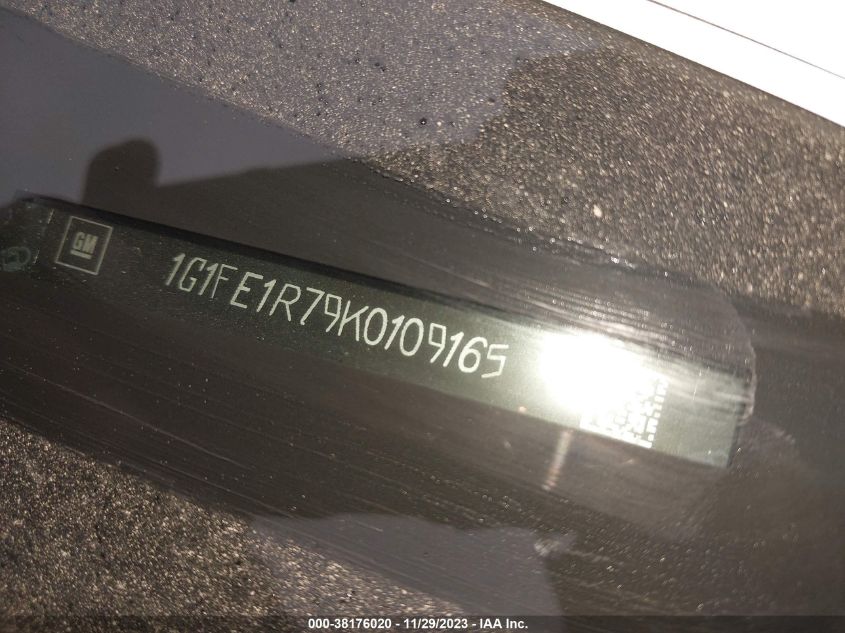 GM
1G1FE1R79K0109165
000-38176020 - 11/29/2023 - IAA Inc.